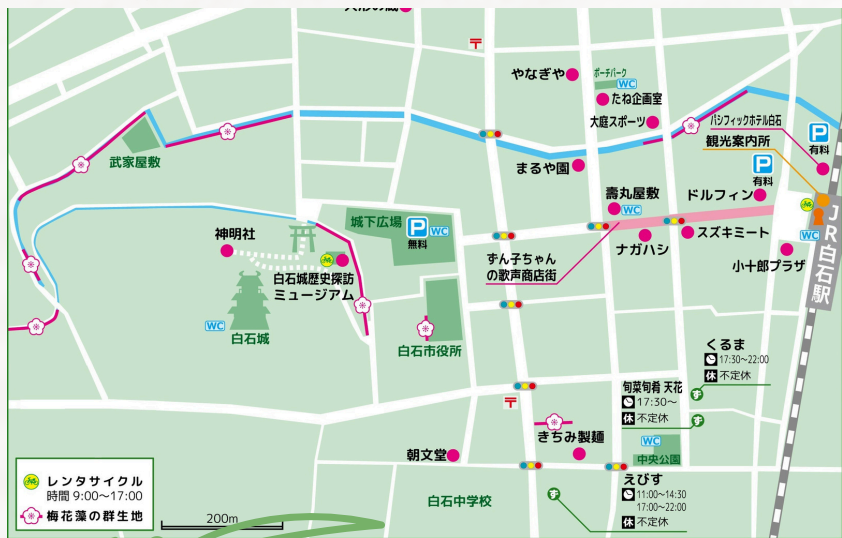 やなぎや
ポーチパーク
WC
たね企画室
大庭スポーツ
パシフィックホテル白石
P
有料
観光案内所
武家屋敷
まるや園
P
有料
ドルフィン
壽丸屋敷
WC
城下広場
P
無料
WC
神明社
スズキミート
ナガハシ
小十郎プラザ
WC
JR白石駅
ずん子ちゃん
の歌声商店街
白石城歴史探訪
ミュージアム
WC
白石城
白石市役所
くるま
17:30〜22:00
休 不定休
旬菜旬肴 天花
17:30〜
休 不定休
ず
ず
〒
〒
きちみ製麺
WC
中央公園
朝文堂
えびす
11:00〜14:30
17:00〜22:00
休 不定休
ず
白石中学校
レンタサイクル
時間 9:00〜17:00
梅花藻の群生地
200m